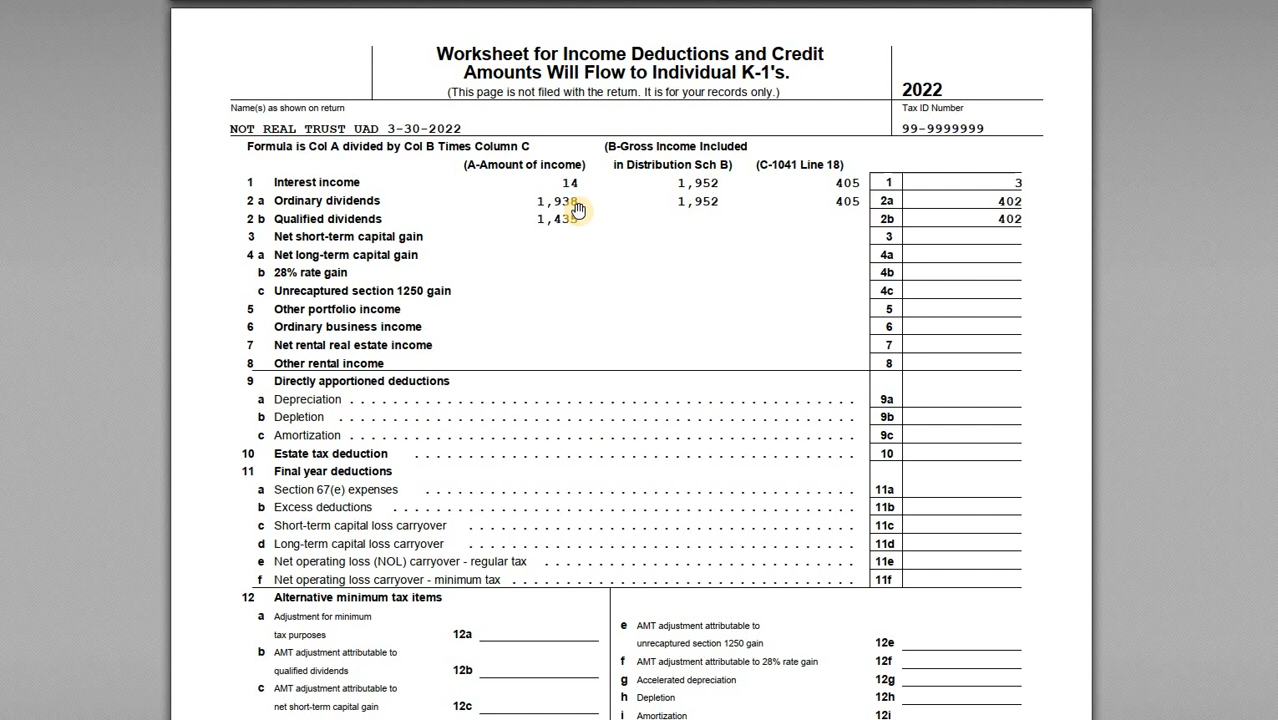 Worksheet for Income Deductions and Credit
Amounts Will Flow to Individual K-1's.
(This page is not filed with the return. It is for your records only.)
2022
Name(s) as shown on return
Tax ID Number
NOT REAL TRUST UAD 3-30-2022
99-9999999
Formula is Col A divided by Col B Times Column C
(B-Gross Income Included
(A-Amount of income) in Distribution Sch B) (C-1041 Line 18)
1 Interest income 14 1,952 405 1 3
2 a Ordinary dividends 1,938 1,952 405 2a 402
2 b Qualified dividends 2b 402
3 Net short-term capital gain 3
4 a Net long-term capital gain 4a
b 28% rate gain 4b
c Unrecaptured section 1250 gain 4c
5 Other portfolio income 5
6 Ordinary business income 6
7 Net rental real estate income 7
8 Other rental income 8
9 Directly apportioned deductions
a Depreciation . . . . . . . . . . . . . . . . . . . . . . . . . . . . . . . . . . . 9a
b Depletion . . . . . . . . . . . . . . . . . . . . . . . . . . . . . . . . . . . . 9b
c Amortization . . . . . . . . . . . . . . . . . . . . . . . . . . . . . . . . . . . 9c
10 Estate tax deduction . . . . . . . . . . . . . . . . . . . . . . . . . . . . . . 10
11 Final year deductions
a Section 67(e) expenses . . . . . . . . . . . . . . . . . . . . . . . . . . . . . 11a
b Excess deductions . . . . . . . . . . . . . . . . . . . . . . . . . . . . . . . 11b
c Short-term capital loss carryover . . . . . . . . . . . . . . . . . . . . . . . . . . 11c
d Long-term capital loss carryover . . . . . . . . . . . . . . . . . . . . . . . . . . 11d
e Net operating loss (NOL) carryover - regular tax . . . . . . . . . . . . . . . . . . . . 11e
f Net operating loss carryover - minimum tax . . . . . . . . . . . . . . . . . . . . . . . 11f
12 Alternative minimum tax items
a Adjustment for minimum
tax purposes 12a
b AMT adjustment attributable to
qualified dividends 12b
c AMT adjustment attributable to
net short-term capital gain 12c
e AMT adjustment attributable to
unrecaptured section 1250 gain 12e
f AMT adjustment attributable to 28% rate gain 12f
g Accelerated depreciation 12g
h Depletion 12h
i Amortization 12i